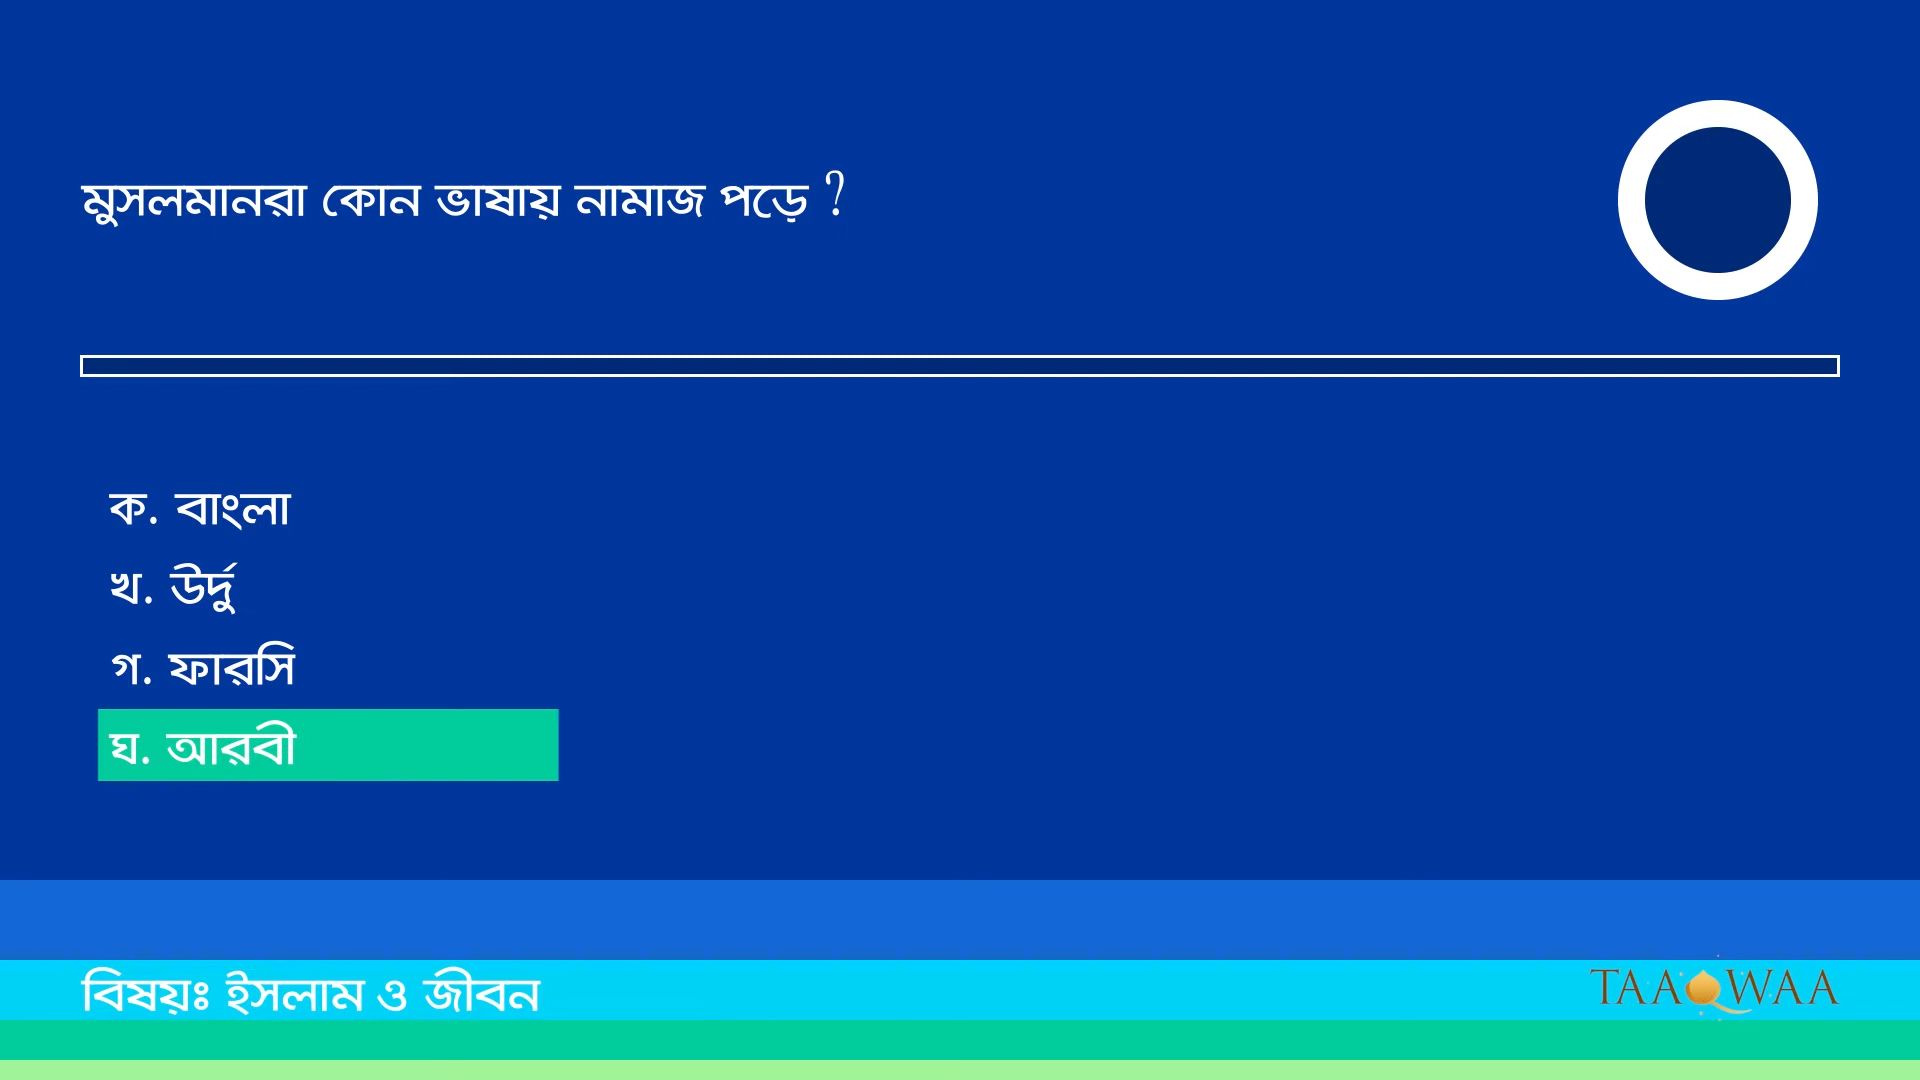 মুসলমানরা কোন ভাষায় নামাজ পড়ে ?
ক. বাংলা
খ. উর্দু
গ. ফারসি
ঘ. আরবী
বিষয়ঃ ইসলাম ও জীবন
TAAQWAA